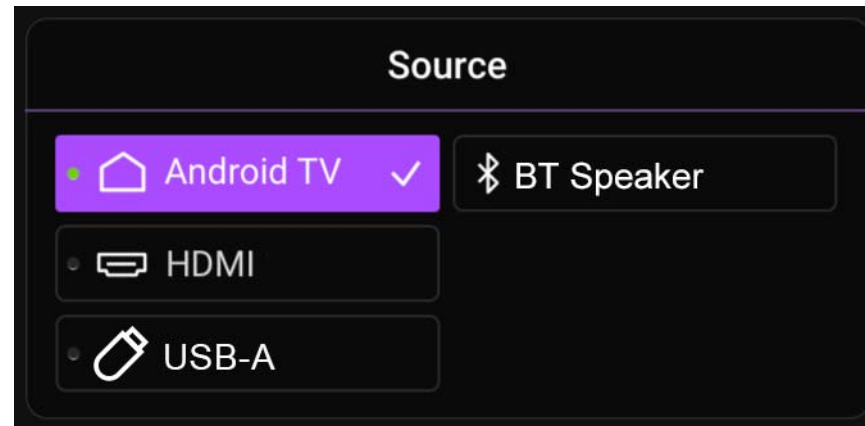 Source
Android TV
BT Speaker
HDMI
USB-A